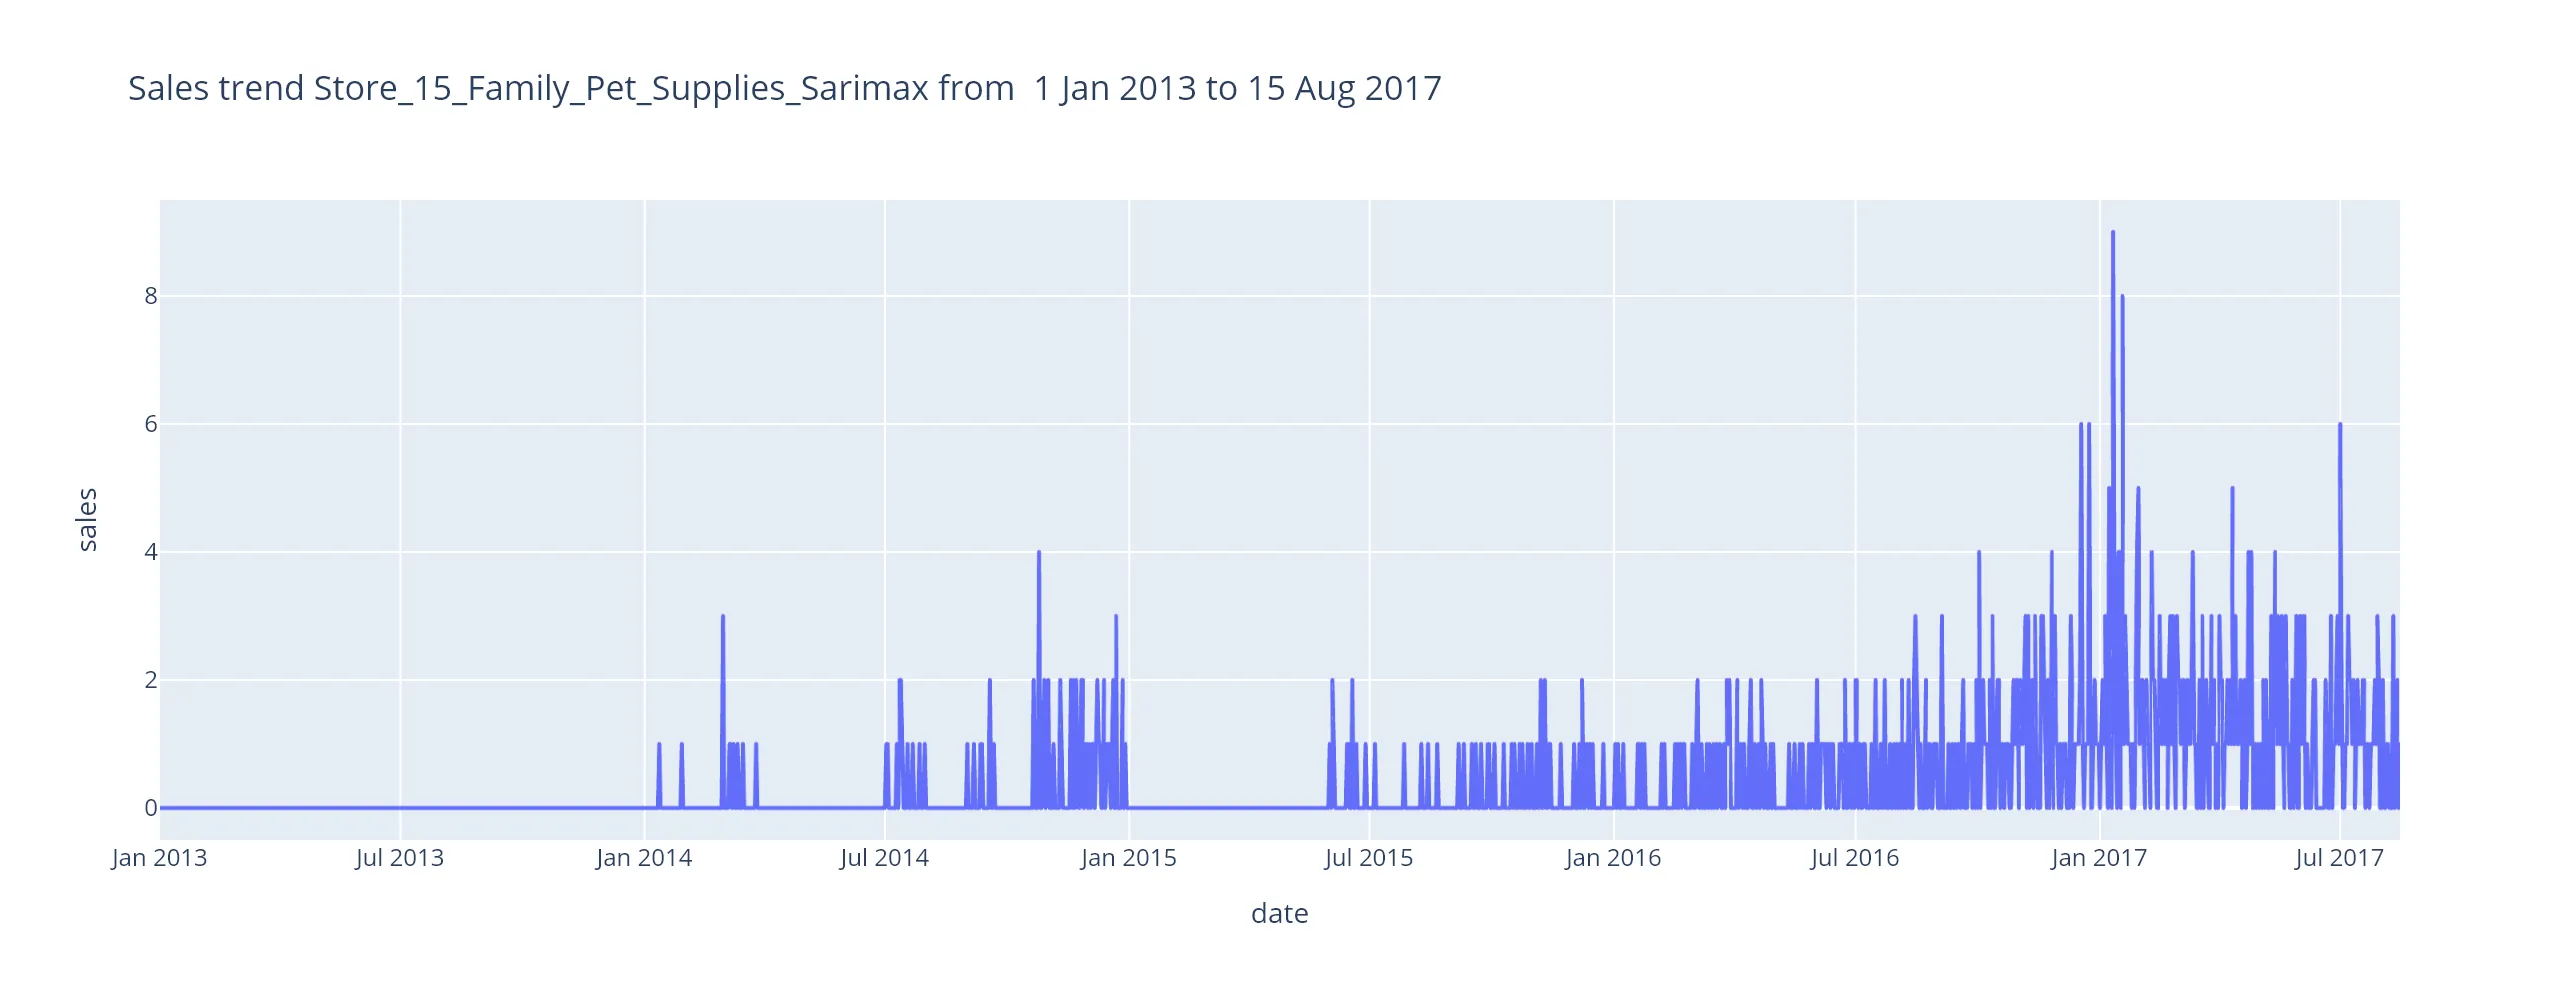 Sales trend Store_15_Family_Pet_Supplies_Sarimax from  1 Jan 2013 to 15 Aug 2017
8
6
4
2
0
sales
Jan 2013 Jul 2013 Jan 2014 Jul 2014 Jan 2015 Jul 2015 Jan 2016 Jul 2016 Jan 2017 Jul 2017
date